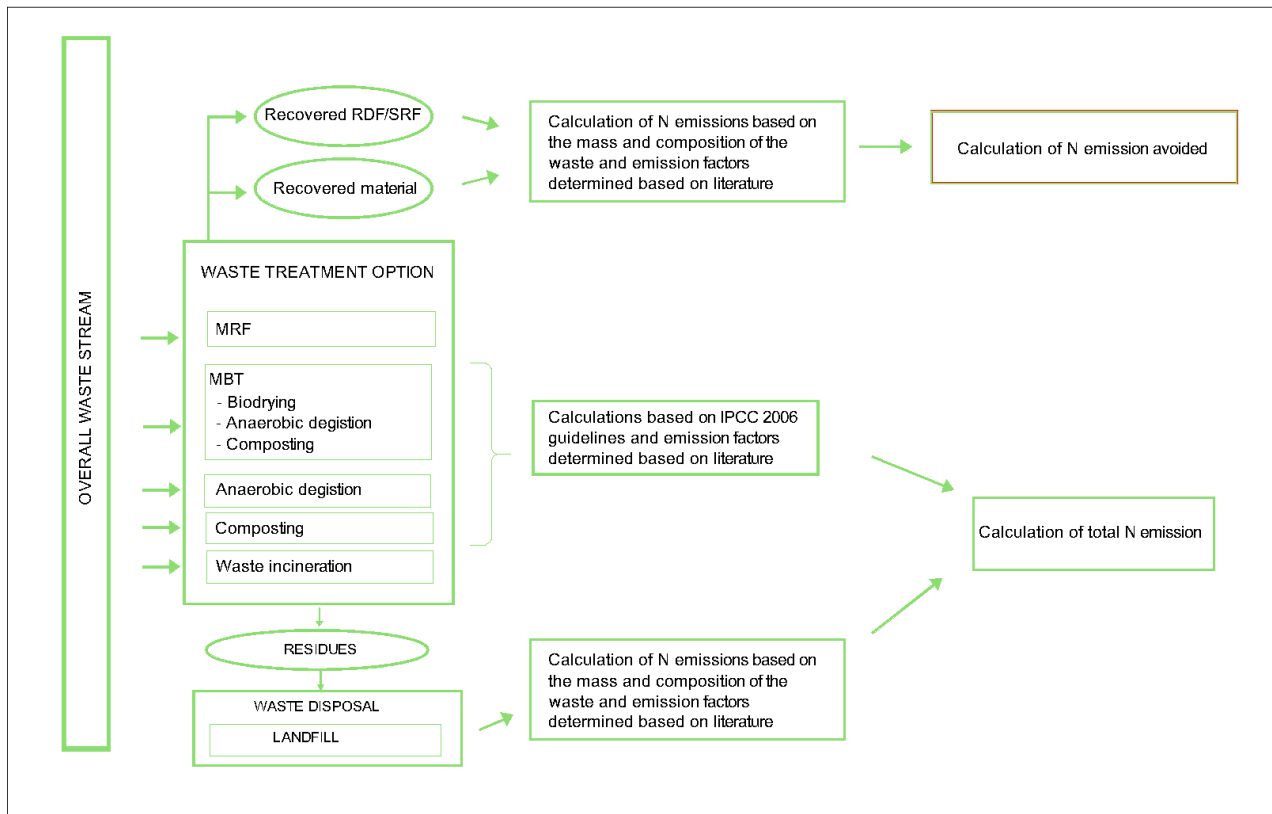 OVERALL WASTE STREAM
Recovered RDF/SRF
Recovered material
Calculation of N emissions based on
the mass and composition of the
waste and emission factors
determined based on literature
Calculation of N emission avoided
WASTE TREATMENT OPTION
MRF
MBT
- Biodrying
- Anaerobic degistion
- Composting
Anaerobic degistion
Composting
Waste incineration
Calculations based on IPCC 2006
guidelines and emission factors
determined based on literature
Calculation of total N emission
RESIDUES
WASTE DISPOSAL
LANDFILL
Calculation of N emissions based on
the mass and composition of the
waste and emission factors
determined based on literature